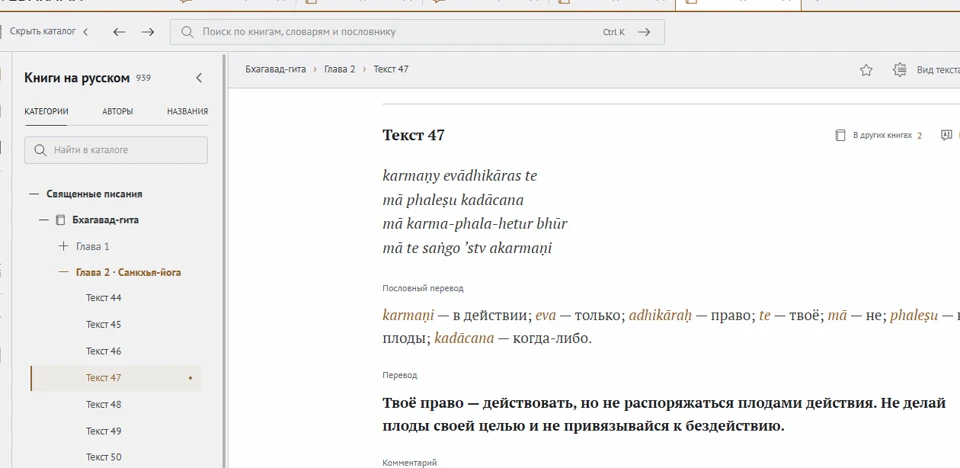 Скрыть каталог
Поиск по книгам, словарям и пословнику
Ctrl K
Книги на русском 939
КАТЕГОРИИ АВТОРЫ НАЗВАНИЯ
Найти в каталоге
Священные писания
Бхагавад-гита
Глава 1
Глава 2 · Санкхья-йога
Текст 44
Текст 45
Текст 46
Текст 47
Текст 48
Текст 49
Текст 50
Бхагавад-гита › Глава 2 › Текст 47
Вид текста
Текст 47
В других книгах 2
karmaṇy evādhikāras te
mā phaleṣu kadācana
mā karma-phala-hetur bhūr
mā te saṅgo ’stv akarmaṇi
Пословный перевод
karmaṇi — в действии; eva — только; adhikāraḥ — право; te — твоё; mā — не; phaleṣu —
плоды; kadācana — когда-либо.
Перевод
Твоё право — действовать, но не распоряжаться плодами действия. Не делай
плоды своей целью и не привязывайся к бездействию.
Комментарий